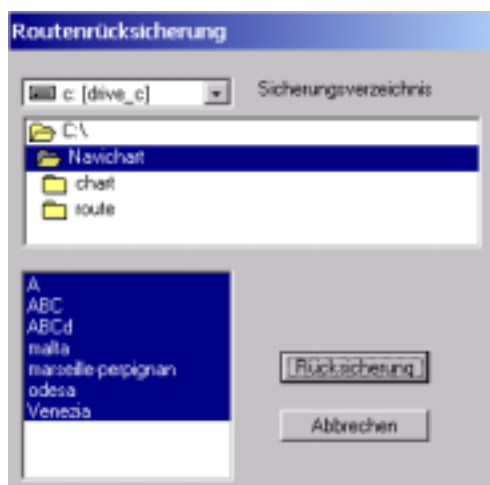 Routenrücksicherung
c: [drive_c]
Sicherungsverzeichnis
C:\
Navichart
chart
route
A
ABC
ABCd
malta
marseille-perpignan
odesa
Venezia
Rücksicherung
Abbrechen